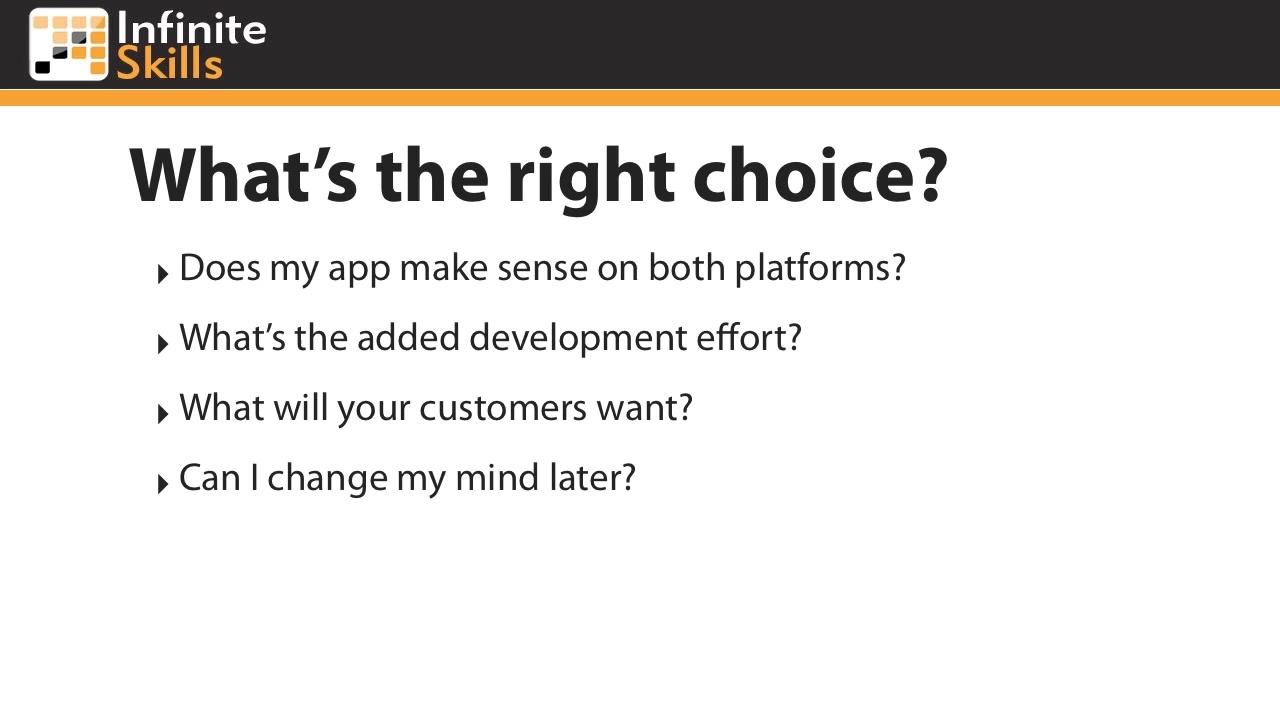 Infinite
Skills
What’s the right choice?
Does my app make sense on both platforms?
What’s the added development effort?
What will your customers want?
Can I change my mind later?